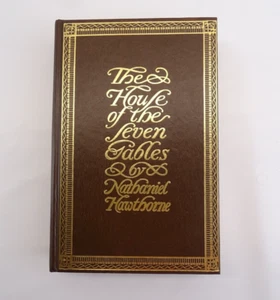 The
House
of the
Seven
Gables
by
Nathaniel
Hawthorne